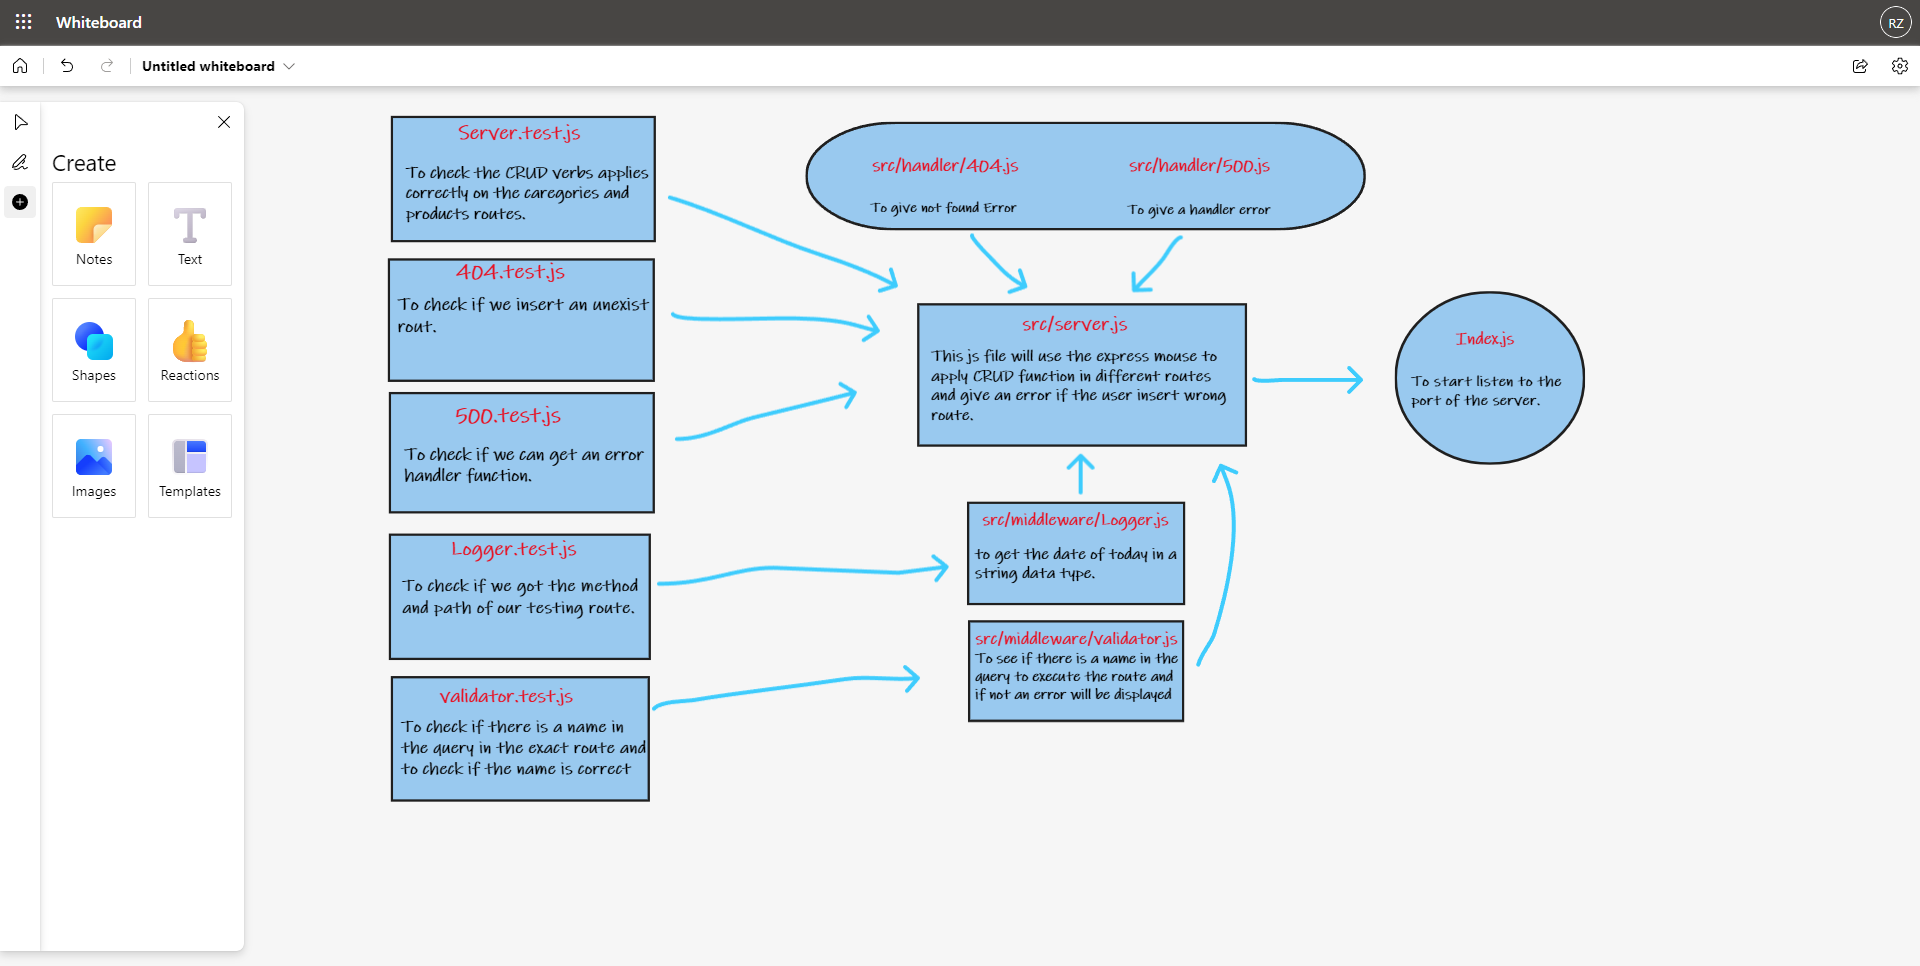 Whiteboard
RZ
Untitled whiteboard
Create
Notes
Text
Shapes
Reactions
Images
Templates
Server.test.js
To check the CRUD verbs applies
correctly on the caregories and
products routes.
404.test.js
To check if we insert an unexist
rout.
500.test.js
To check if we can get an error
handler function.
Logger.test.js
To check if we got the method
and path of our testing route.
validator.test.js
To check if there is a name in
the query in the exact route and
to check if the name is correct
src/handler/404.js
To give not found Error
src/handler/500.js
To give a handler error
src/server.js
This js file will use the express mouse to
apply CRUD function in different routes
and give an error if the user insert wrong
route.
src/middleware/Logger.js
to get the date of today in a
string data type.
src/middleware/validator.js
To see if there is a name in the
query to execute the route and
if not an error will be displayed
Index.js
To start listen to the
port of the server.